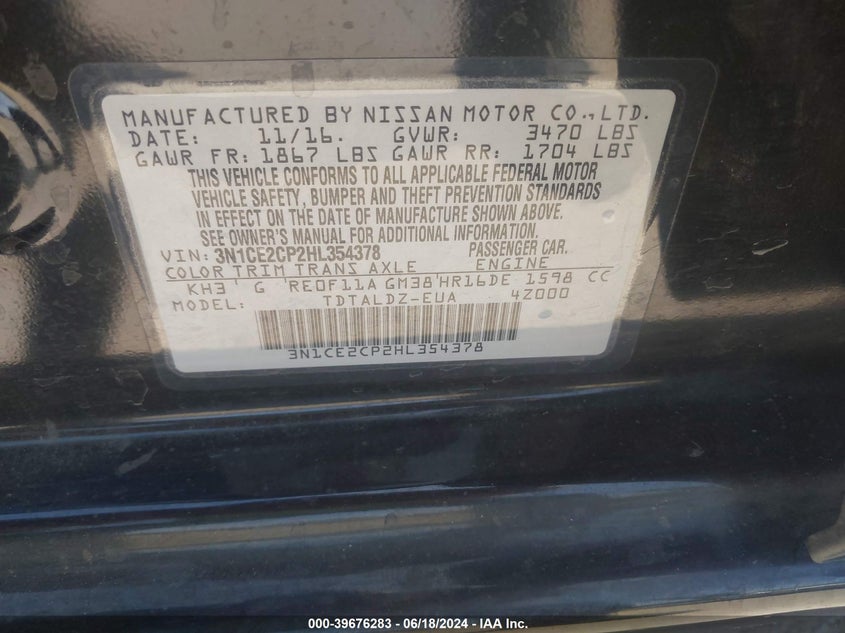 MANUFACTURED BY NISSAN MOTOR CO., LTD.
DATE: 11/16. GVWR: 3470 LBS
GAWR FR: 1867 LBS GAWR RR: 1704 LBS
THIS VEHICLE CONFORMS TO ALL APPLICABLE FEDERAL MOTOR
VEHICLE SAFETY, BUMPER AND THEFT PREVENTION STANDARDS
IN EFFECT ON THE DATE OF MANUFACTURE SHOWN ABOVE.
SEE OWNER'S MANUAL FOR ADDITIONAL INFORMATION.
VIN: 3N1CE2CP2HL354378 PASSENGER CAR.
COLOR TRIM TRANS AXLE ENGINE
KH3' G 'RE0F11A GM38'HR16DE 1598 CC
MODEL: TDTALDZ-EUA 4Z000
3N1CE2CP2HL354378
000-39676283 - 06/18/2024 - IAA Inc.